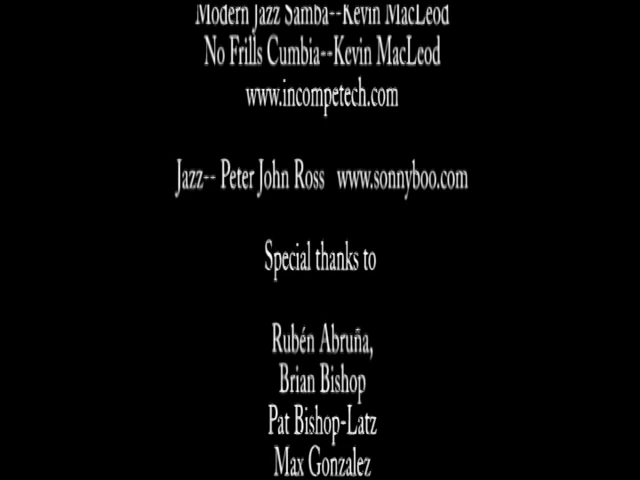 Modern Jazz Samba--Kevin MacLeod
No Frills Cumbia--Kevin MacLeod
www.incompetech.com
Jazz-- Peter John Ross www.sonnyboo.com
Special thanks to
Rubén Abruña,
Brian Bishop
Pat Bishop-Latz
Max Gonzalez